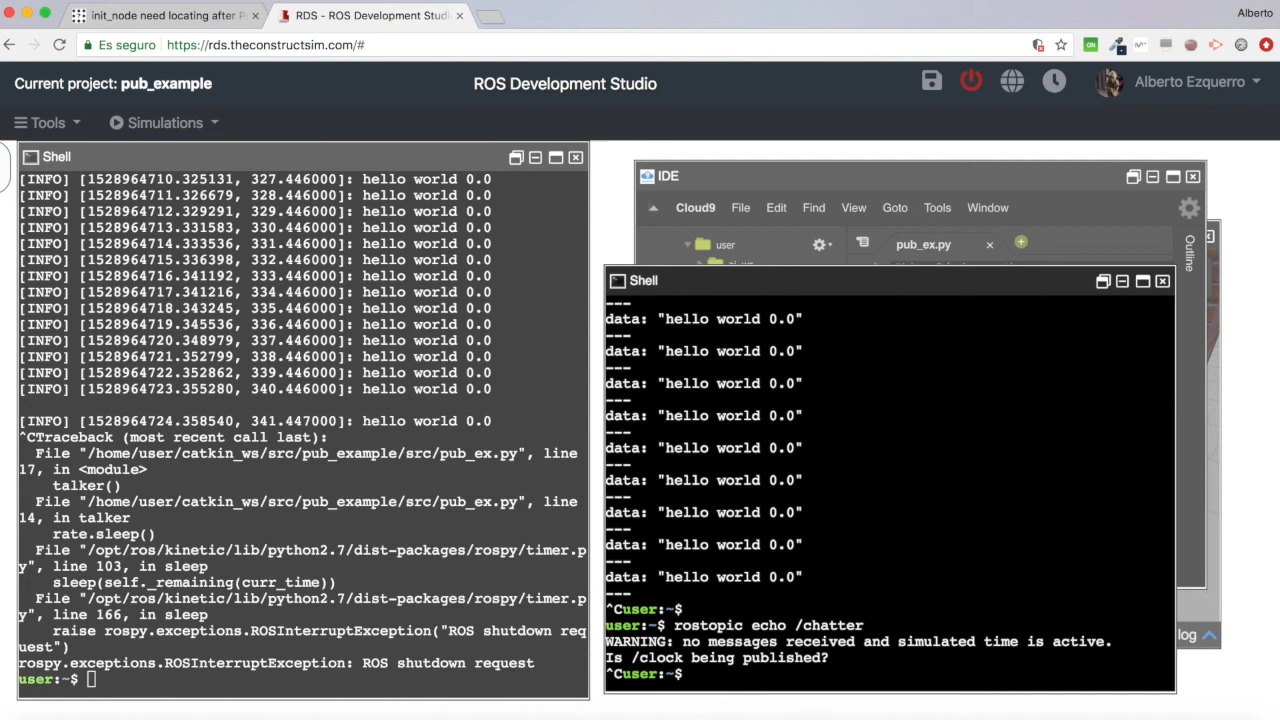 init_node need locating after P
RDS - ROS Development Studi
Alberto
Es seguro
https://rds.theconstructsim.com/#
ON
Current project: pub_example
ROS Development Studio
Alberto Ezquerro
Tools
Simulations
Shell
[INFO] [1528964710.325131, 327.446000]: hello world 0.0
[INFO] [1528964711.326679, 328.446000]: hello world 0.0
[INFO] [1528964712.329291, 329.446000]: hello world 0.0
[INFO] [1528964713.331583, 330.446000]: hello world 0.0
[INFO] [1528964714.333536, 331.446000]: hello world 0.0
[INFO] [1528964715.336398, 332.446000]: hello world 0.0
[INFO] [1528964716.341192, 333.446000]: hello world 0.0
[INFO] [1528964717.341216, 334.446000]: hello world 0.0
[INFO] [1528964718.343245, 335.446000]: hello world 0.0
[INFO] [1528964719.345536, 336.446000]: hello world 0.0
[INFO] [1528964720.348979, 337.446000]: hello world 0.0
[INFO] [1528964721.352799, 338.446000]: hello world 0.0
[INFO] [1528964722.352862, 339.446000]: hello world 0.0
[INFO] [1528964723.355280, 340.446000]: hello world 0.0
[INFO] [1528964724.358540, 341.447000]: hello world 0.0
^CTraceback (most recent call last):
File "/home/user/catkin_ws/src/pub_example/src/pub_ex.py", line
17, in <module>
talker()
File "/home/user/catkin_ws/src/pub_example/src/pub_ex.py", line
14, in talker
rate.sleep()
File "/opt/ros/kinetic/lib/python2.7/dist-packages/rospy/timer.p
y", line 103, in sleep
sleep(self._remaining(curr_time))
File "/opt/ros/kinetic/lib/python2.7/dist-packages/rospy/timer.p
y", line 166, in sleep
raise rospy.exceptions.ROSInterruptException("ROS shutdown req
uest")
rospy.exceptions.ROSInterruptException: ROS shutdown request
user:~$
IDE
Cloud9 File Edit Find View Goto Tools Window
user
pub_ex.py
Outline
Shell
---
data: "hello world 0.0"
---
data: "hello world 0.0"
---
data: "hello world 0.0"
---
data: "hello world 0.0"
---
data: "hello world 0.0"
---
data: "hello world 0.0"
---
data: "hello world 0.0"
---
data: "hello world 0.0"
---
data: "hello world 0.0"
---
^Cuser:~$
user:~$ rostopic echo /chatter
WARNING: no messages received and simulated time is active.
Is /clock being published?
^Cuser:~$
log